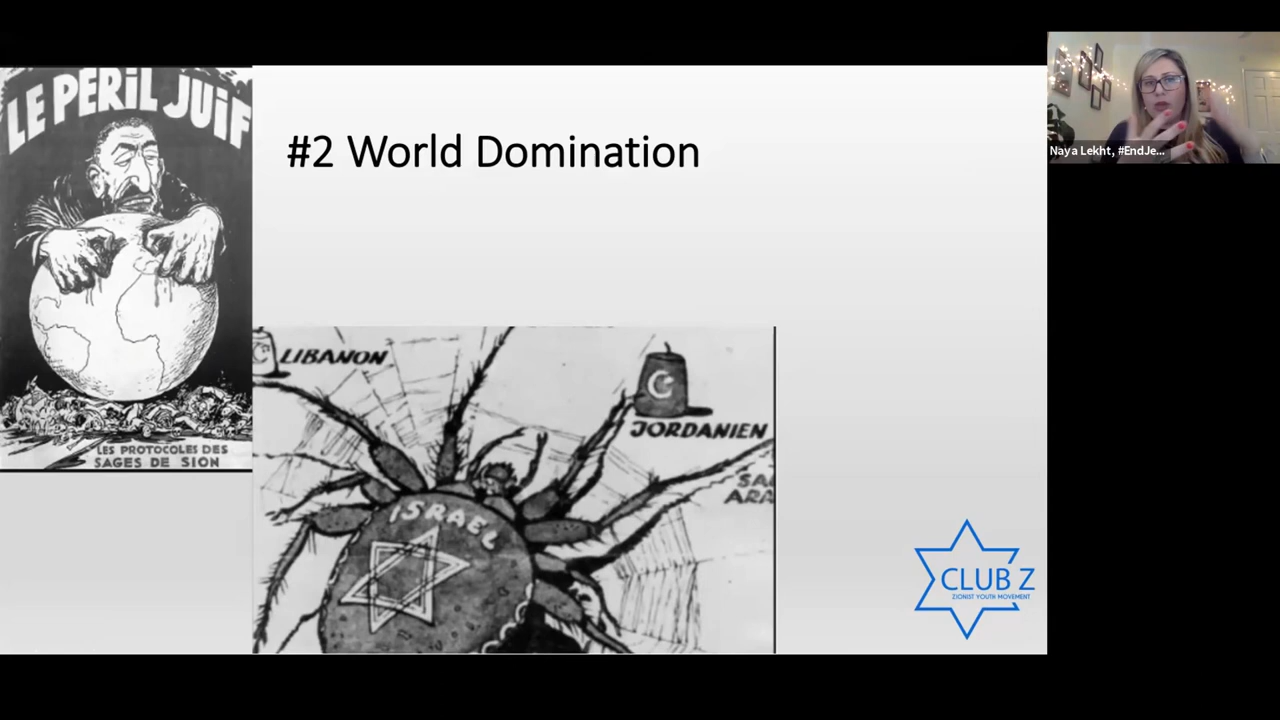 LE PERIL JUIF
LES PROTOCOLES DES
SAGES DE SION
#2 World Domination
LIBANON
JORDANIEN
ISRAEL
CLUB Z
ZIONIST YOUTH MOVEMENT
Naya Lekht, #EndJe...